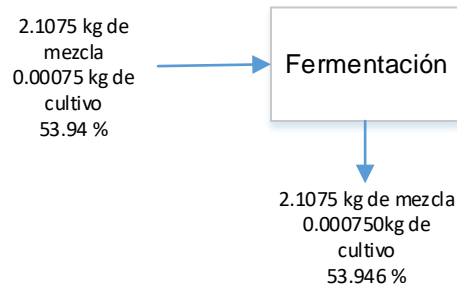 2.1075 kg de
mezcla
0.00075 kg de
cultivo
53.94 %
Fermentación
2.1075 kg de mezcla
0.000750kg de
cultivo
53.946 %